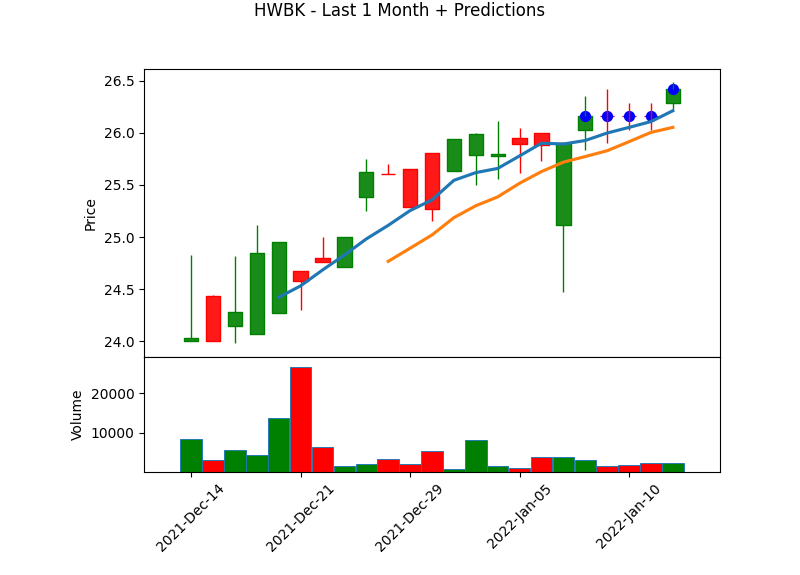 HWBK - Last 1 Month + Predictions
26.5
26.0
25.5
25.0
24.5
24.0
Price
20000
10000
Volume
2021-Dec-14
2021-Dec-21
2021-Dec-29
2022-Jan-05
2022-Jan-10